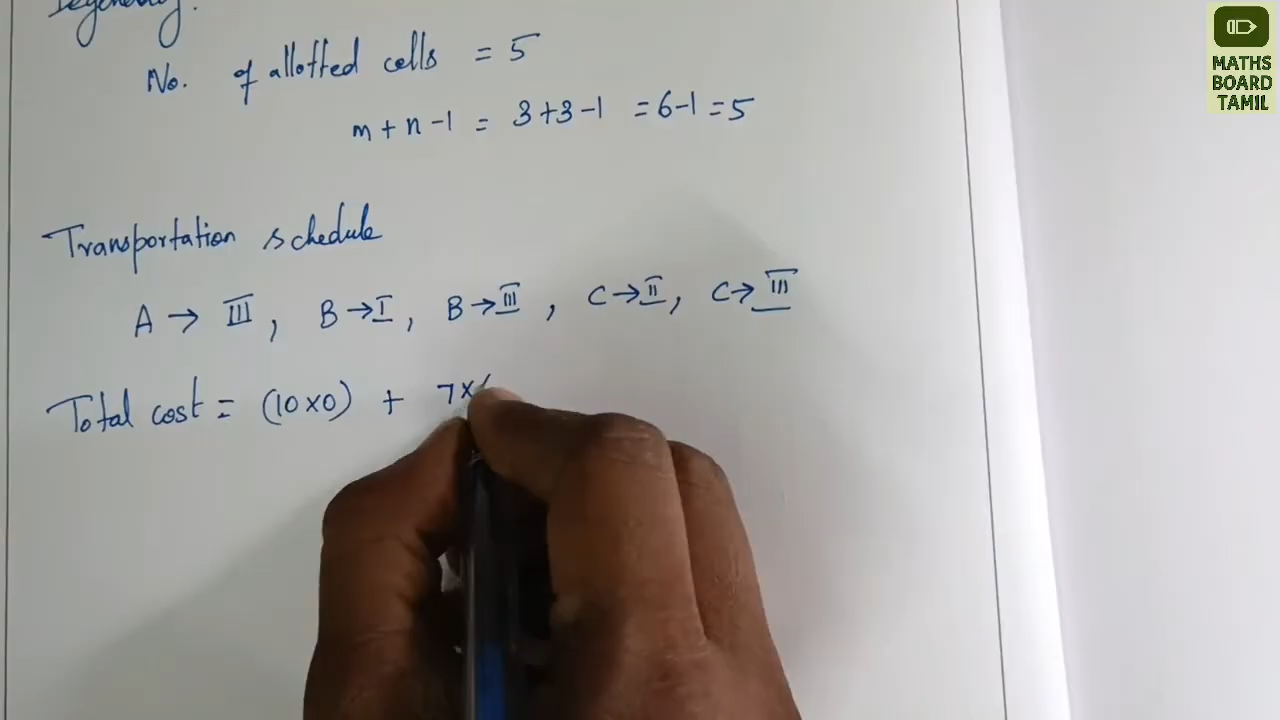 Degeneracy:
No. of allotted cells = 5
m + n - 1 = 3+3-1 = 6-1 = 5
Transportation schedule
A → III, B → I, B → III, C → II, C → III
Total cost = (10×0) + 7×
MATHS
BOARD
TAMIL